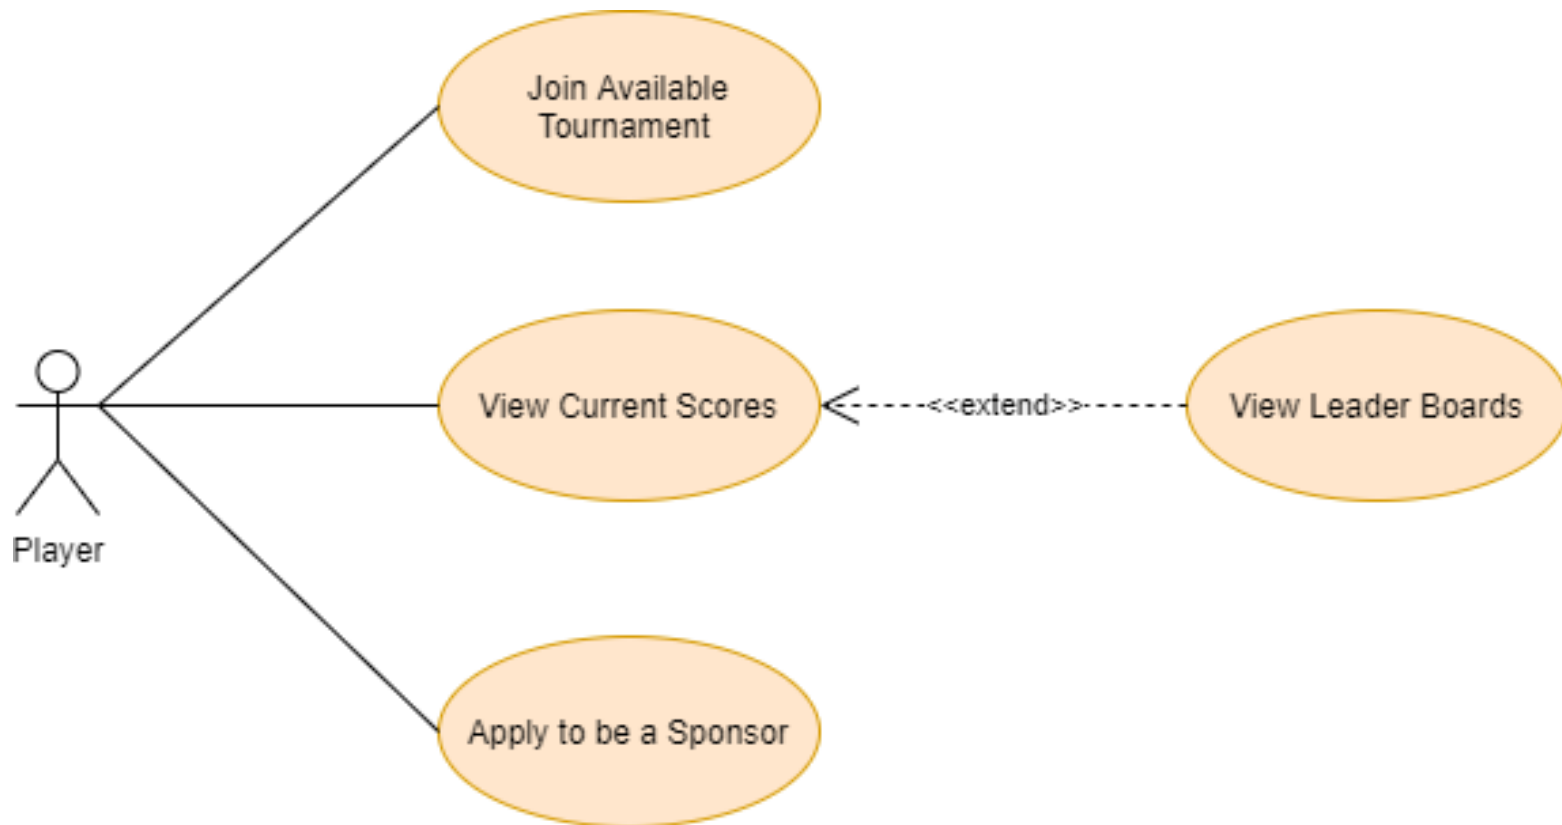 Join Available
Tournament
View Current Scores
<<extend>>
View Leader Boards
Player
Apply to be a Sponsor